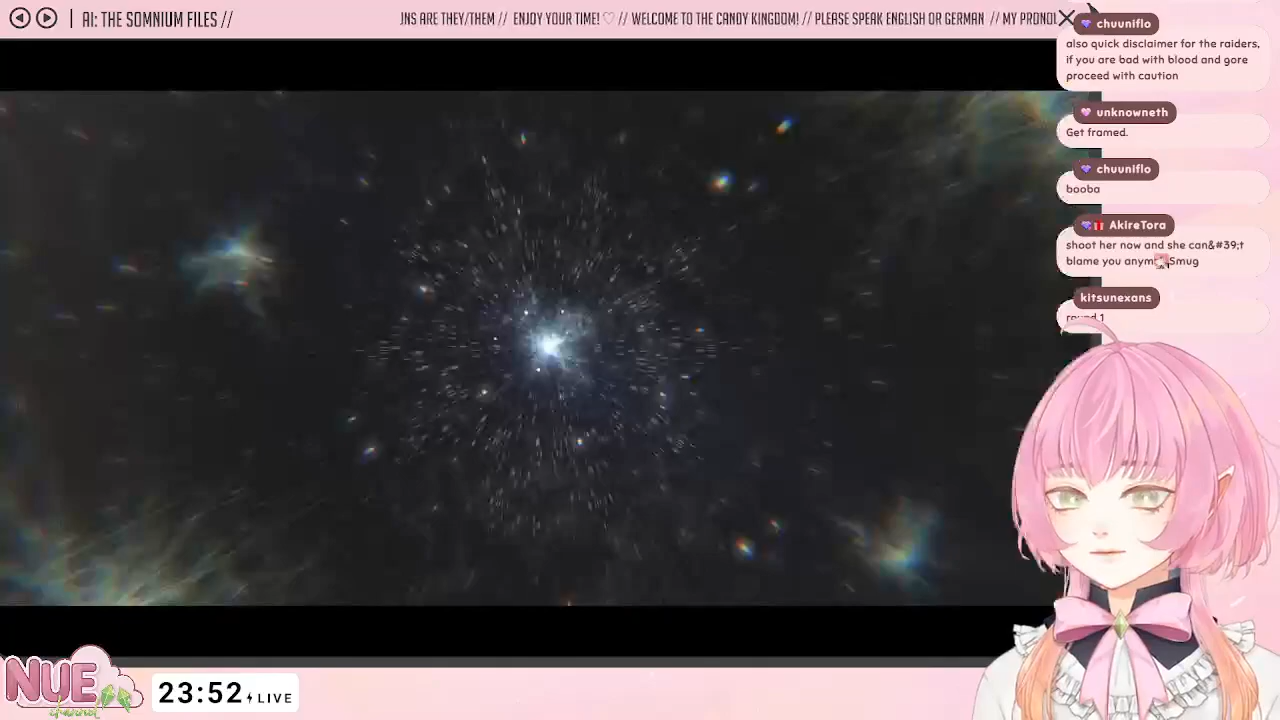 AI: THE SOMNIUM FILES //
JNS ARE THEY/THEM // ENJOY YOUR TIME! ♡ // WELCOME TO THE CANDY KINGDOM! // PLEASE SPEAK ENGLISH OR GERMAN // MY PRONOU
chuuniflo
also quick disclaimer for the raiders,
if you are bad with blood and gore
proceed with caution
unknowneth
Get framed.
chuuniflo
booba
AkireTora
shoot her now and she can&#39;t
blame you anym Smug
kitsunexans
round 1
NUE
23:52 LIVE